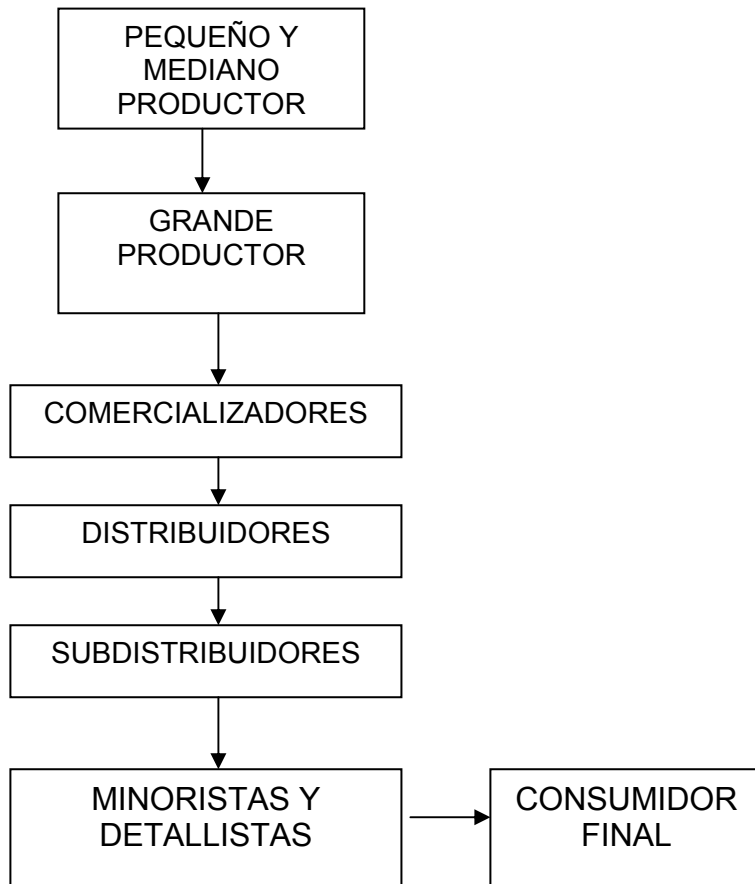 PEQUEÑO Y
MEDIANO
PRODUCTOR
GRANDE
PRODUCTOR
COMERCIALIZADORES
DISTRIBUIDORES
SUBDISTRIBUIDORES
MINORISTAS Y
DETALLISTAS
CONSUMIDOR
FINAL